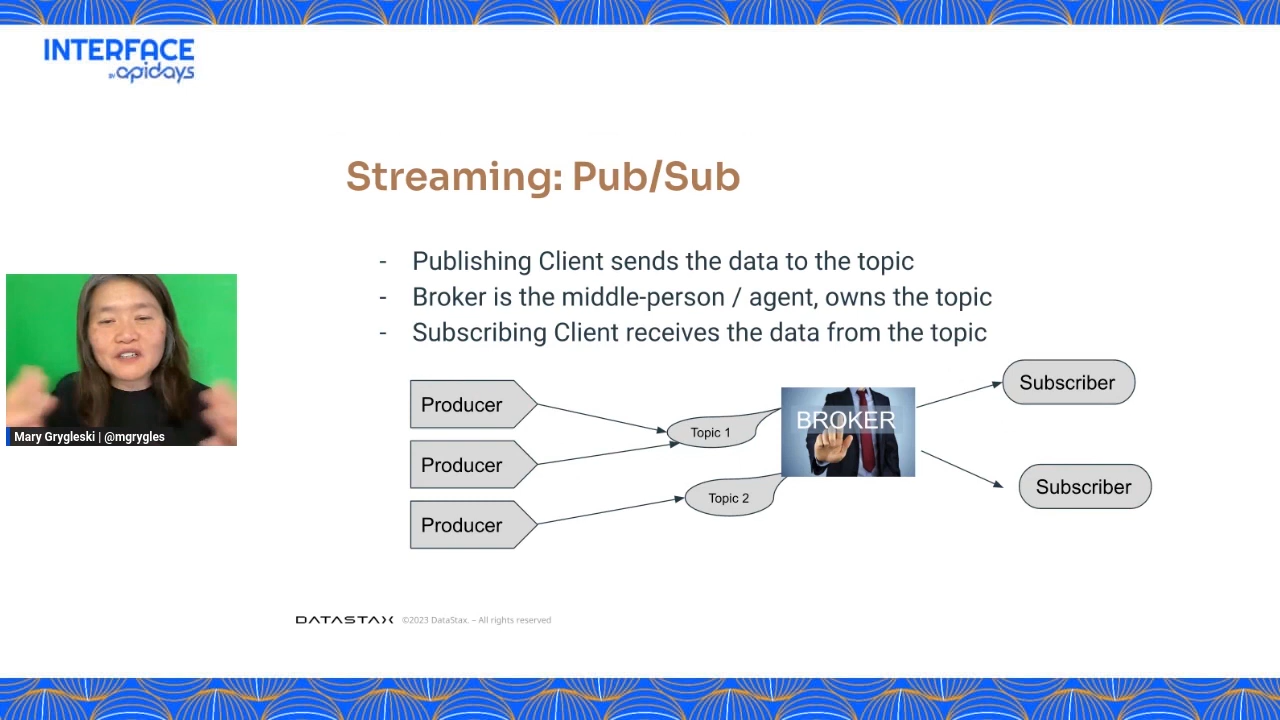 INTERFACE
BY apidays
Streaming: Pub/Sub
- Publishing Client sends the data to the topic
- Broker is the middle-person / agent, owns the topic
- Subscribing Client receives the data from the topic
Producer
Producer
Producer
Topic 1
Topic 2
BROKER
Subscriber
Subscriber
Mary Grygleski | @mgrygles
DATASTAX ©2023 DataStax. – All rights reserved